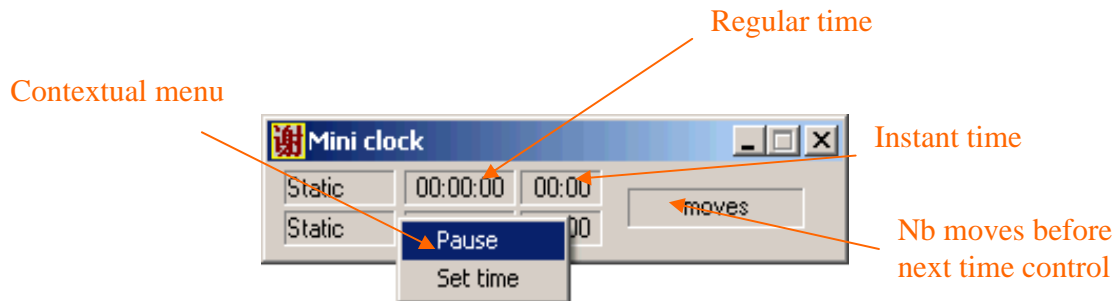 Regular time
Contextual menu
谢 Mini clock
Instant time
Static 00:00:00 00:00 moves
Static 00
Pause
Nb moves before
next time control
Set time